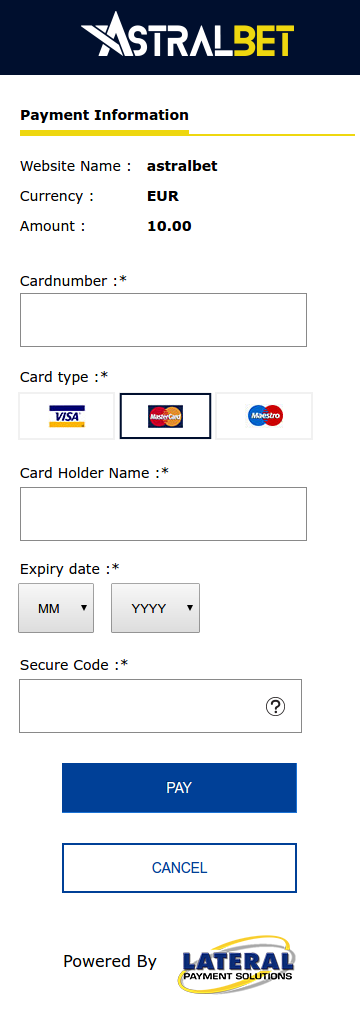 ASTRALBET
Payment Information
Website Name : astralbet
Currency : EUR
Amount : 10.00
Cardnumber :*
Card type :*
VISA MasterCard Maestro
Card Holder Name :*
Expiry date :*
MM ▼ YYYY ▼
Secure Code :*
?
PAY
CANCEL
Powered By LATERAL
PAYMENT SOLUTIONS